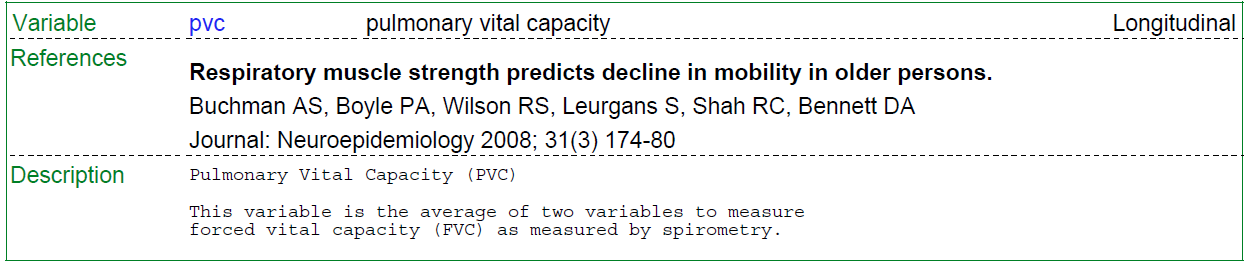 Variable pvc pulmonary vital capacity Longitudinal
References
Respiratory muscle strength predicts decline in mobility in older persons.
Buchman AS, Boyle PA, Wilson RS, Leurgans S, Shah RC, Bennett DA
Journal: Neuroepidemiology 2008; 31(3) 174-80
Description Pulmonary Vital Capacity (PVC)
This variable is the average of two variables to measure
forced vital capacity (FVC) as measured by spirometry.